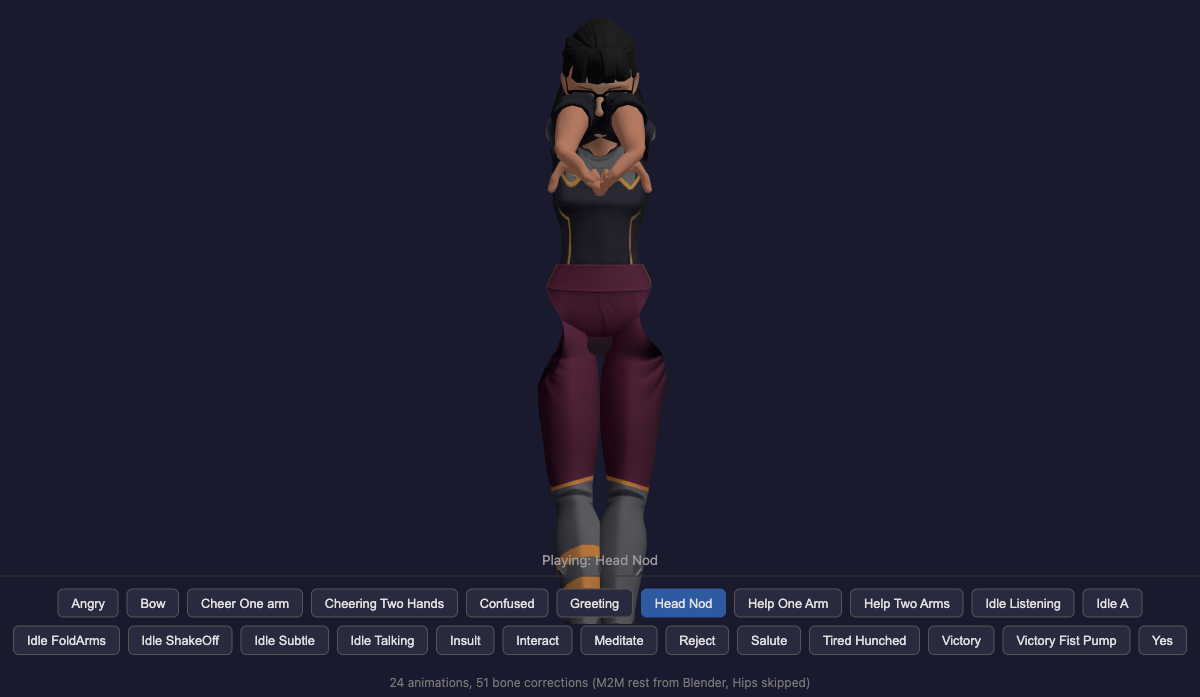 Playing: Head Nod
Angry Bow Cheer One arm Cheering Two Hands Confused Greeting Head Nod Help One Arm Help Two Arms Idle Listening Idle A
Idle FoldArms Idle ShakeOff Idle Subtle Idle Talking Insult Interact Meditate Reject Salute Tired Hunched Victory Victory Fist Pump Yes
24 animations, 51 bone corrections (M2M rest from Blender, Hips skipped)